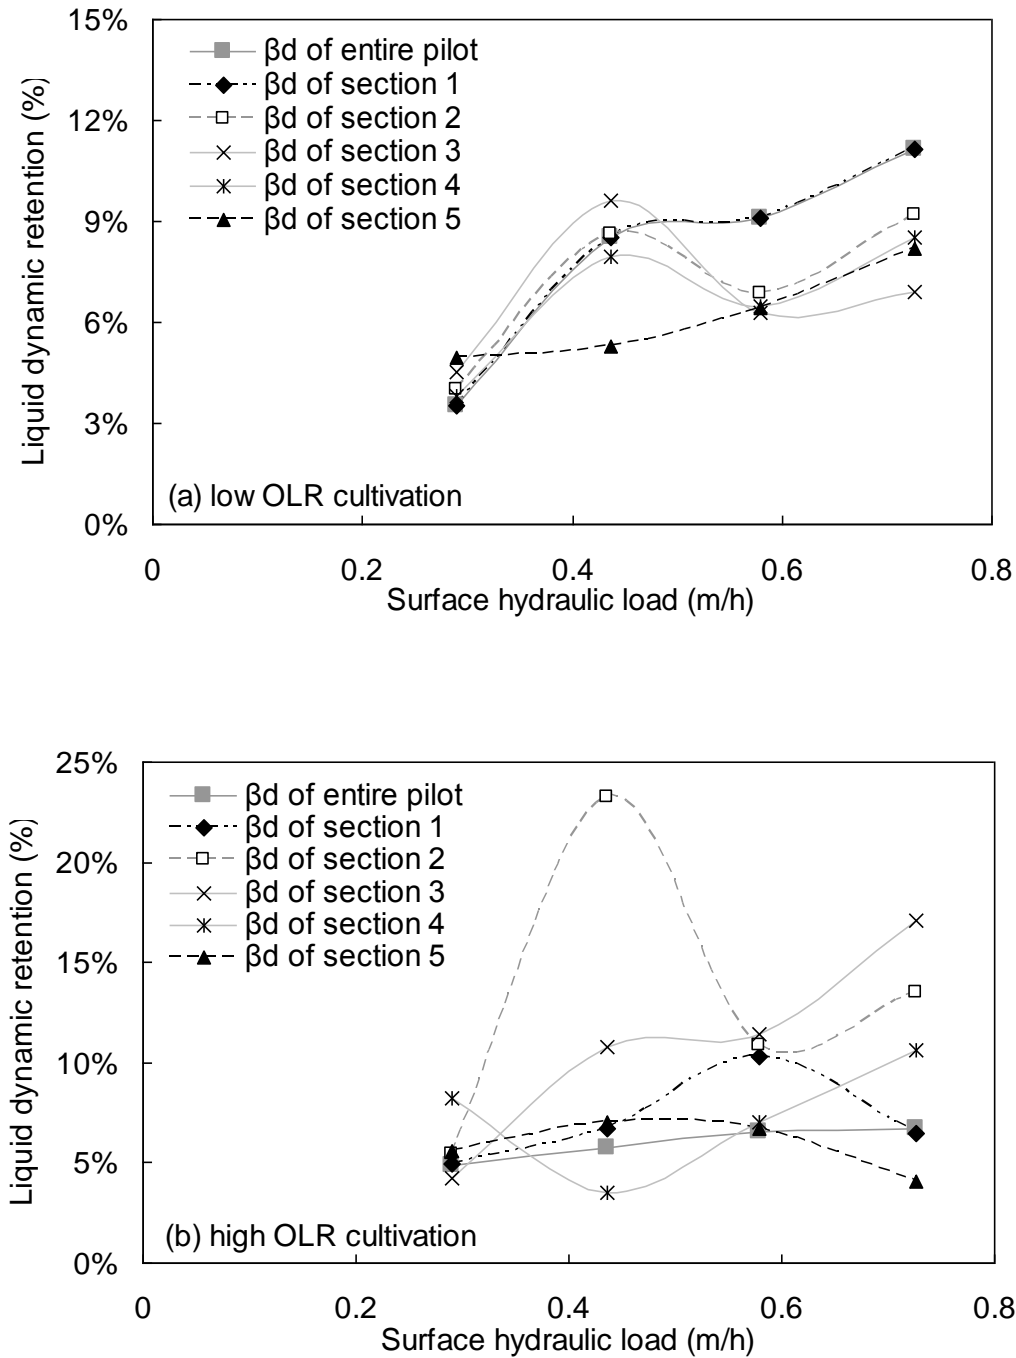 15%
12%
9%
6%
3%
0%
Liquid dynamic retention (%)
βd of entire pilot
βd of section 1
βd of section 2
βd of section 3
βd of section 4
βd of section 5
(a) low OLR cultivation
0 0.2 0.4 0.6 0.8
Surface hydraulic load (m/h)
25%
20%
15%
10%
5%
0%
Liquid dynamic retention (%)
βd of entire pilot
βd of section 1
βd of section 2
βd of section 3
βd of section 4
βd of section 5
(b) high OLR cultivation
0 0.2 0.4 0.6 0.8
Surface hydraulic load (m/h)